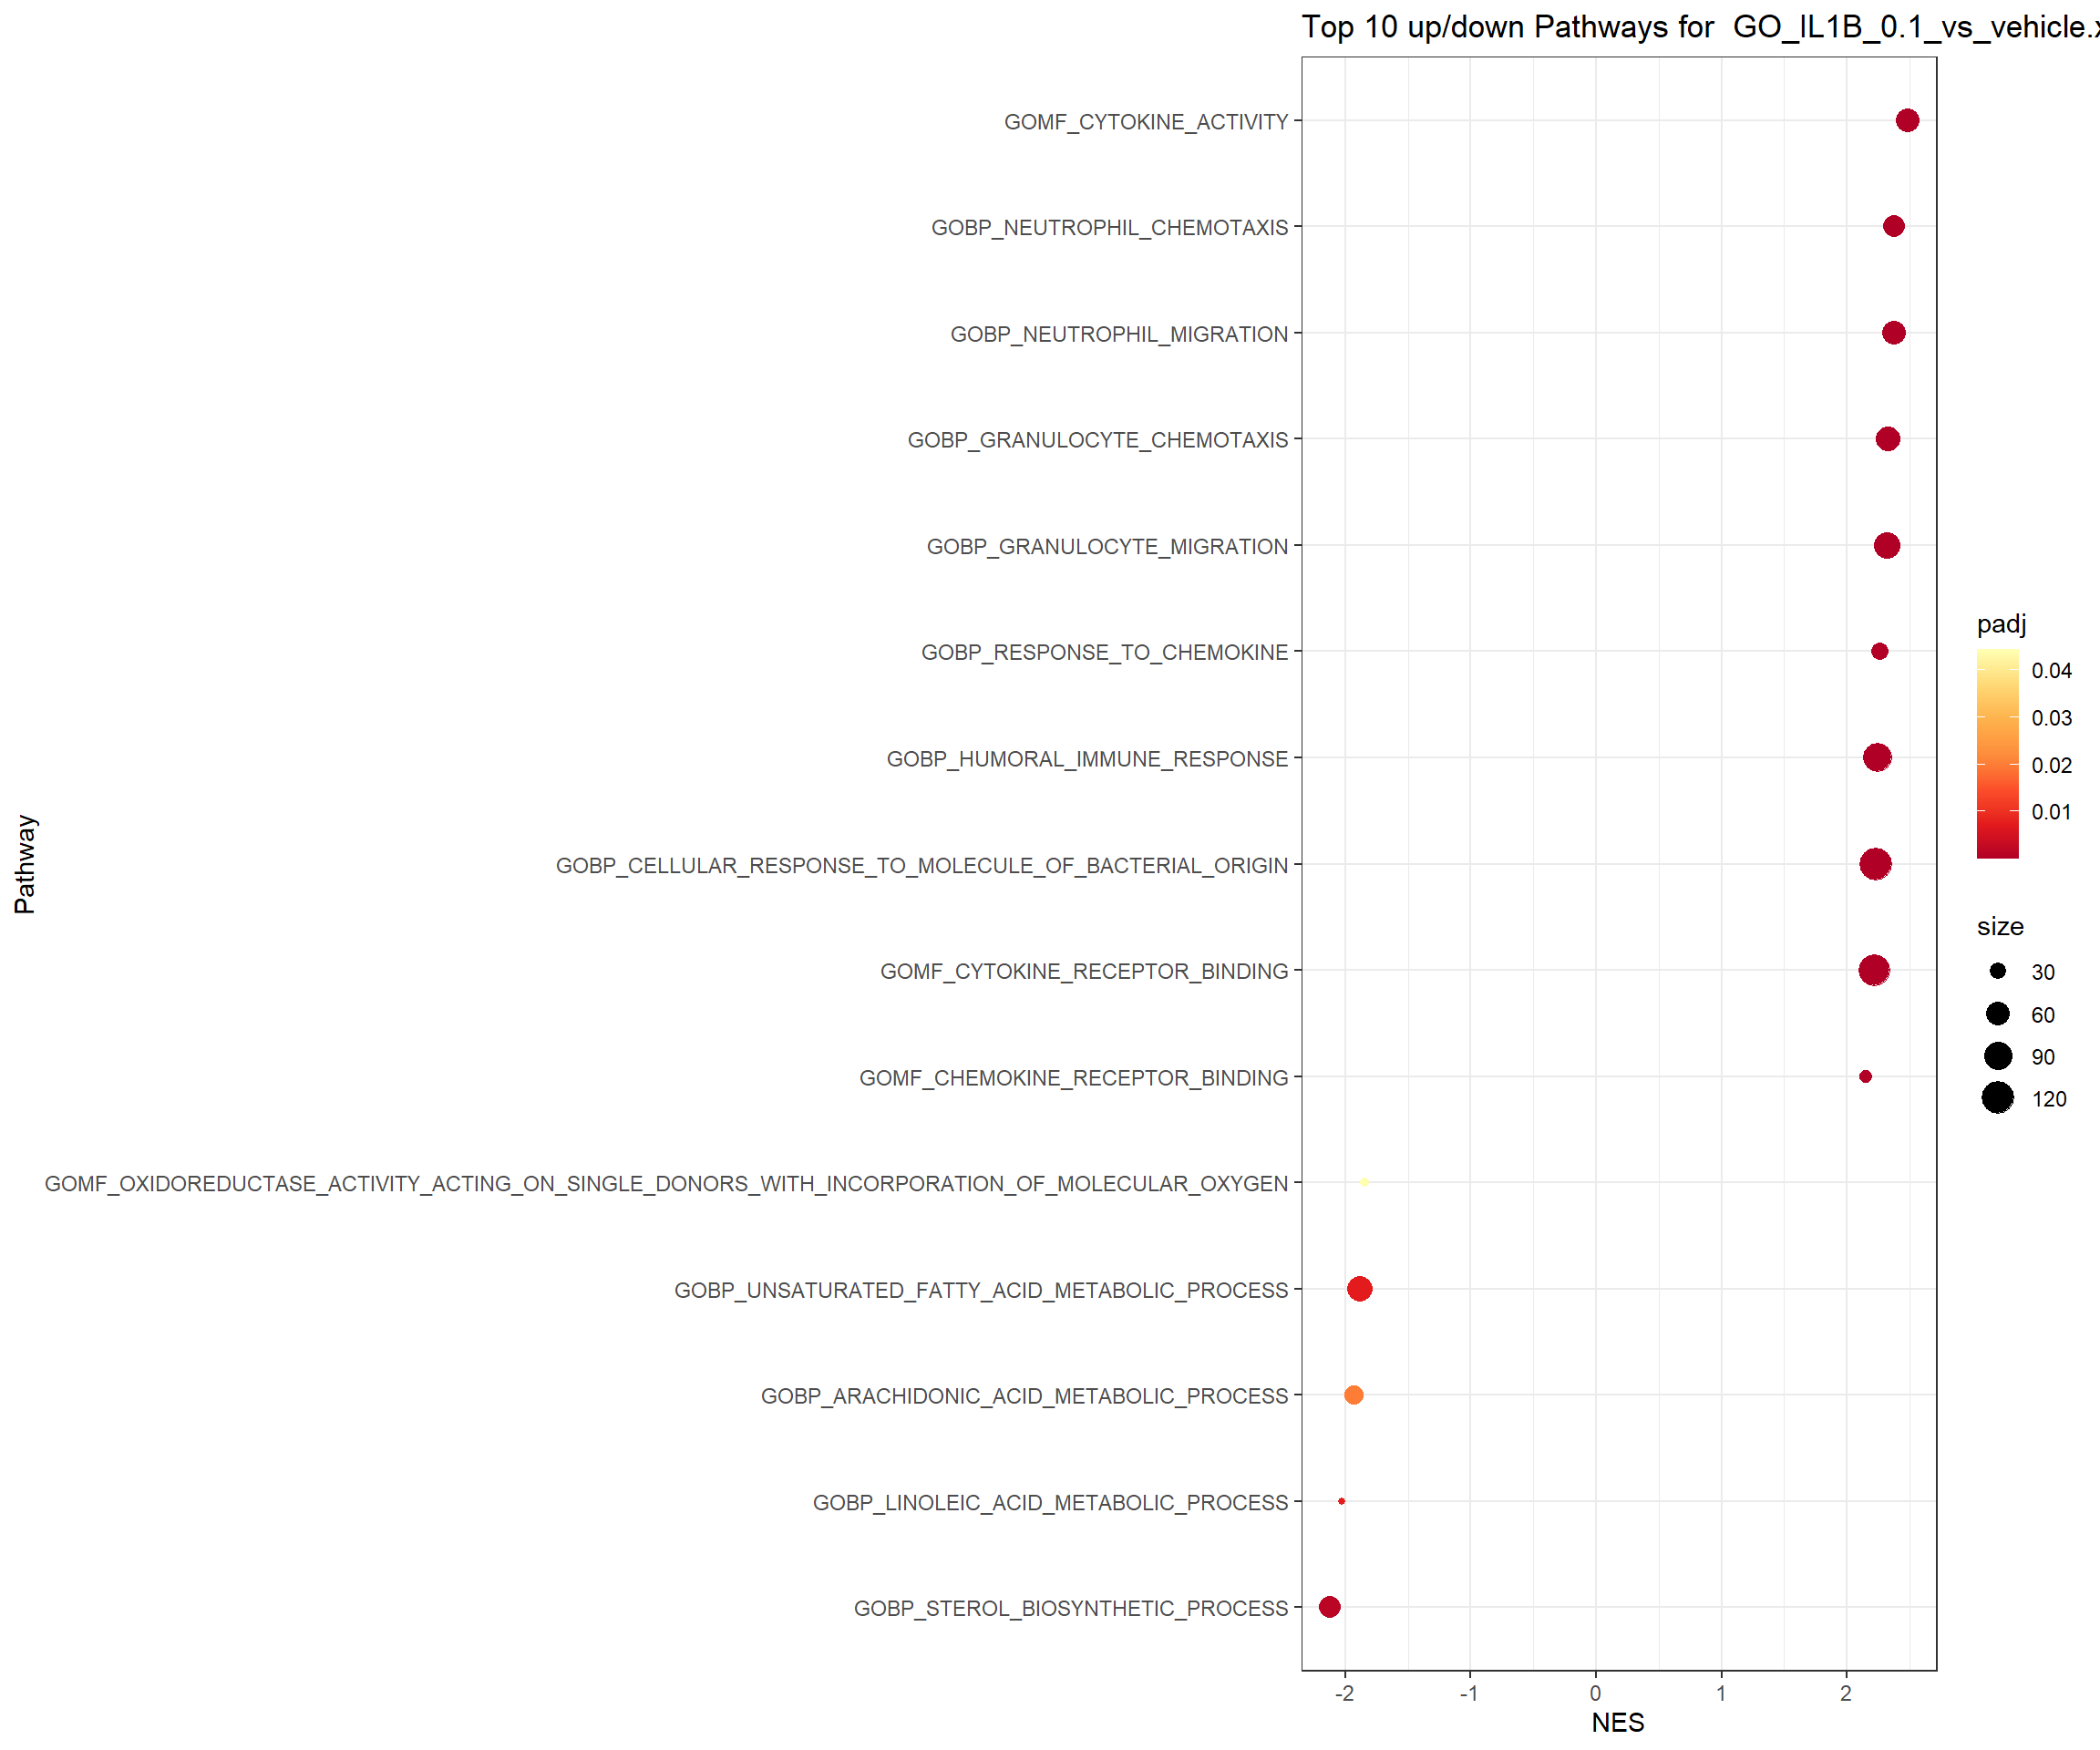 Top 10 up/down Pathways for  GO_IL1B_0.1_vs_vehicle.x
GOMF_CYTOKINE_ACTIVITY
GOBP_NEUTROPHIL_CHEMOTAXIS
GOBP_NEUTROPHIL_MIGRATION
GOBP_GRANULOCYTE_CHEMOTAXIS
GOBP_GRANULOCYTE_MIGRATION
GOBP_RESPONSE_TO_CHEMOKINE
GOBP_HUMORAL_IMMUNE_RESPONSE
GOBP_CELLULAR_RESPONSE_TO_MOLECULE_OF_BACTERIAL_ORIGIN
GOMF_CYTOKINE_RECEPTOR_BINDING
GOMF_CHEMOKINE_RECEPTOR_BINDING
GOMF_OXIDOREDUCTASE_ACTIVITY_ACTING_ON_SINGLE_DONORS_WITH_INCORPORATION_OF_MOLECULAR_OXYGEN
GOBP_UNSATURATED_FATTY_ACID_METABOLIC_PROCESS
GOBP_ARACHIDONIC_ACID_METABOLIC_PROCESS
GOBP_LINOLEIC_ACID_METABOLIC_PROCESS
GOBP_STEROL_BIOSYNTHETIC_PROCESS
Pathway
-2 -1 0 1 2
NES
padj
0.04
0.03
0.02
0.01
size
30
60
90
120